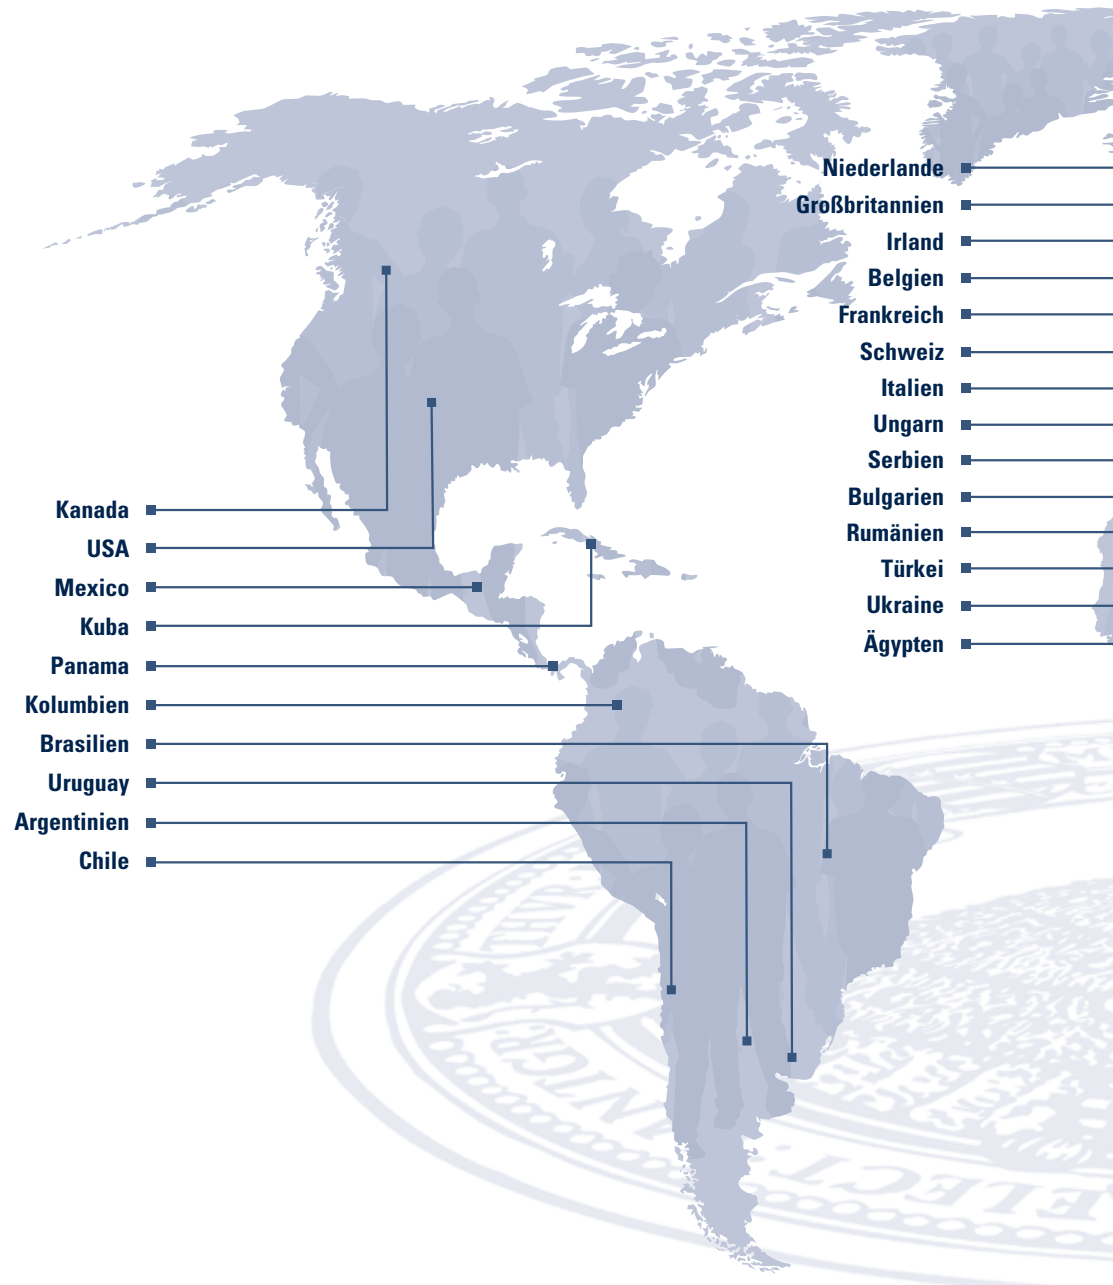 Niederlande
Großbritannien
Irland
Belgien
Frankreich
Schweiz
Italien
Ungarn
Serbien
Bulgarien
Rumänien
Türkei
Ukraine
Ägypten
Kanada
USA
Mexico
Kuba
Panama
Kolumbien
Brasilien
Uruguay
Argentinien
Chile